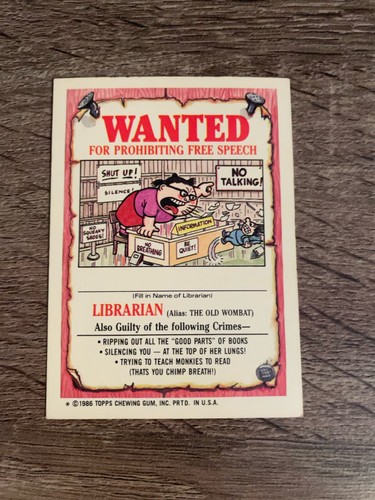 WANTED
FOR PROHIBITING FREE SPEECH
SHUT UP!
SILENCE!
NO TALKING!
NO SQUEAKY SHOES!
INFORMATION
NO BREATHING
BE QUIET!
(Fill in Name of Librarian)
LIBRARIAN (Alias: THE OLD WOMBAT)
Also Guilty of the following Crimes—
• RIPPING OUT ALL THE "GOOD PARTS" OF BOOKS
• SILENCING YOU — AT THE TOP OF HER LUNGS!
• TRYING TO TEACH MONKIES TO READ
(THATS YOU CHIMP BREATH!)
* ©1986 TOPPS CHEWING GUM, INC. PRTD. IN U.S.A.